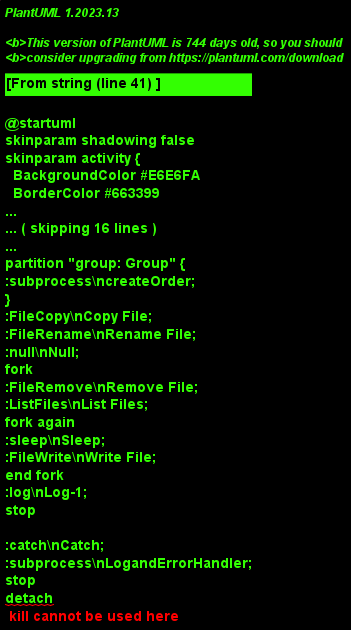 PlantUML 1.2023.13
<b>This version of PlantUML is 744 days old, so you should
<b>consider upgrading from https://plantuml.com/download
[From string (line 41) ]
@startuml
skinparam shadowing false
skinparam activity {
BackgroundColor #E6E6FA
BorderColor #663399
...
... ( skipping 16 lines )
...
partition "group: Group" {
:subprocess\ncreateOrder;
}
:FileCopy\nCopy File;
:FileRename\nRename File;
:null\nNull;
fork
:FileRemove\nRemove File;
:ListFiles\nList Files;
fork again
:sleep\nSleep;
:FileWrite\nWrite File;
end fork
:log\nLog-1;
stop
:catch\nCatch;
:subprocess\nLogandErrorHandler;
stop
detach
kill cannot be used here